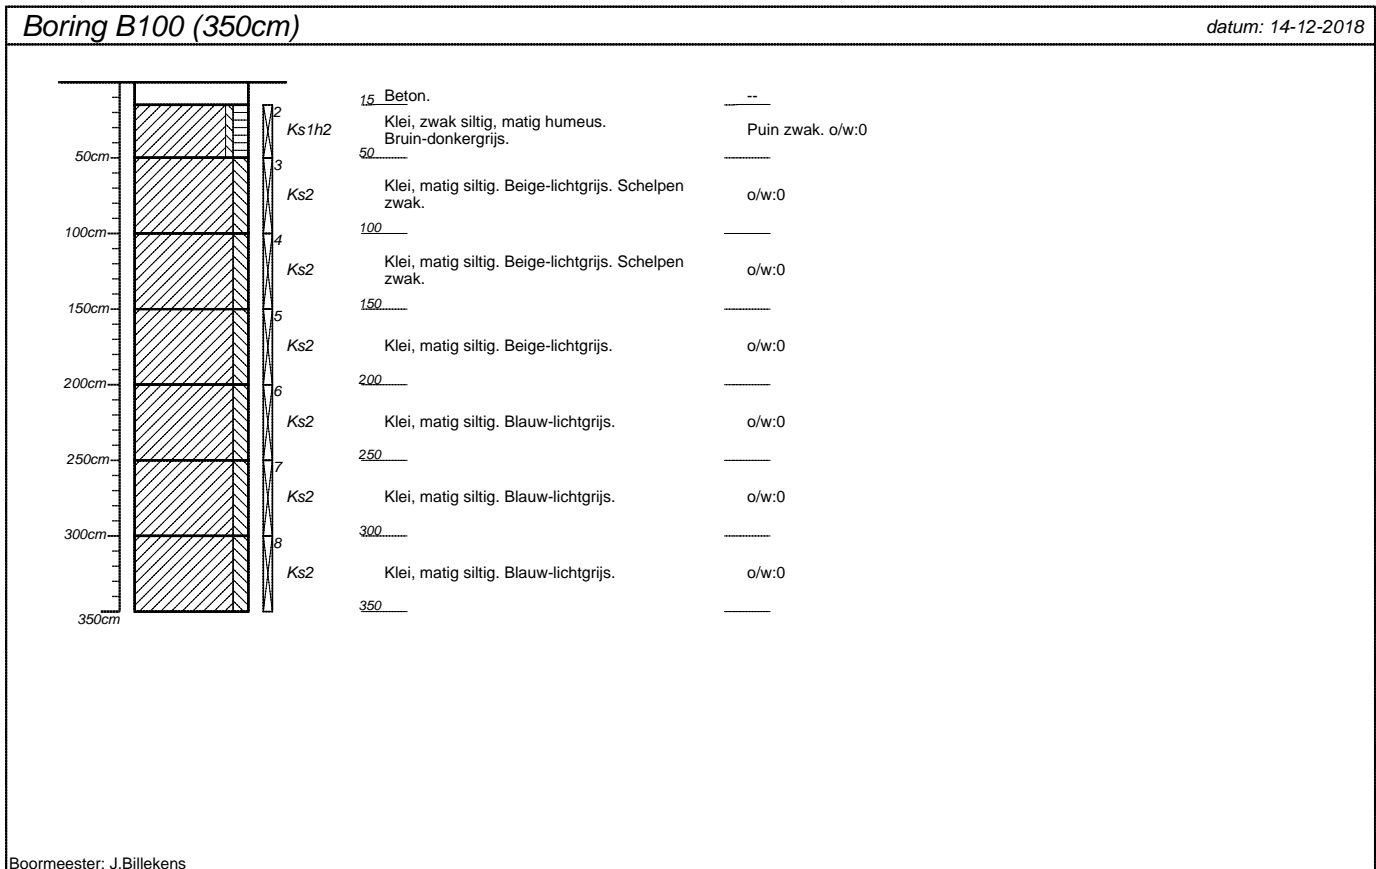 Boring B100 (350cm)
datum: 14-12-2018
15 Beton. --
2
Ks1h2 Klei, zwak siltig, matig humeus. Puin zwak. o/w:0
Bruin-donkergrijs.
50cm 50
3
Ks2 Klei, matig siltig. Beige-lichtgrijs. Schelpen o/w:0
zwak.
100cm 100
4
Ks2 Klei, matig siltig. Beige-lichtgrijs. Schelpen o/w:0
zwak.
150cm 150
5
Ks2 Klei, matig siltig. Beige-lichtgrijs. o/w:0
200cm 200
6
Ks2 Klei, matig siltig. Blauw-lichtgrijs. o/w:0
250cm 250
7
Ks2 Klei, matig siltig. Blauw-lichtgrijs. o/w:0
300cm 300
8
Ks2 Klei, matig siltig. Blauw-lichtgrijs. o/w:0
350cm 350
Boormeester: J.Billekens